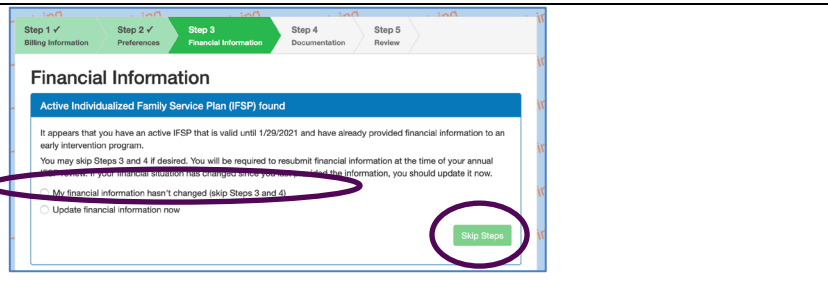 Step 1 ✓
Billing Information
Step 2 ✓
Preferences
Step 3
Financial Information
Step 4
Documentation
Step 5
Review
Financial Information
Active Individualized Family Service Plan (IFSP) found
It appears that you have an active IFSP that is valid until 1/29/2021 and have already provided financial information to an
early intervention program.
You may skip Steps 3 and 4 if desired. You will be required to resubmit financial information at the time of your annual
IFSP review. If your financial situation has changed since you last provided the information, you should update it now.
My financial information hasn't changed (skip Steps 3 and 4)
Update financial information now
Skip Steps